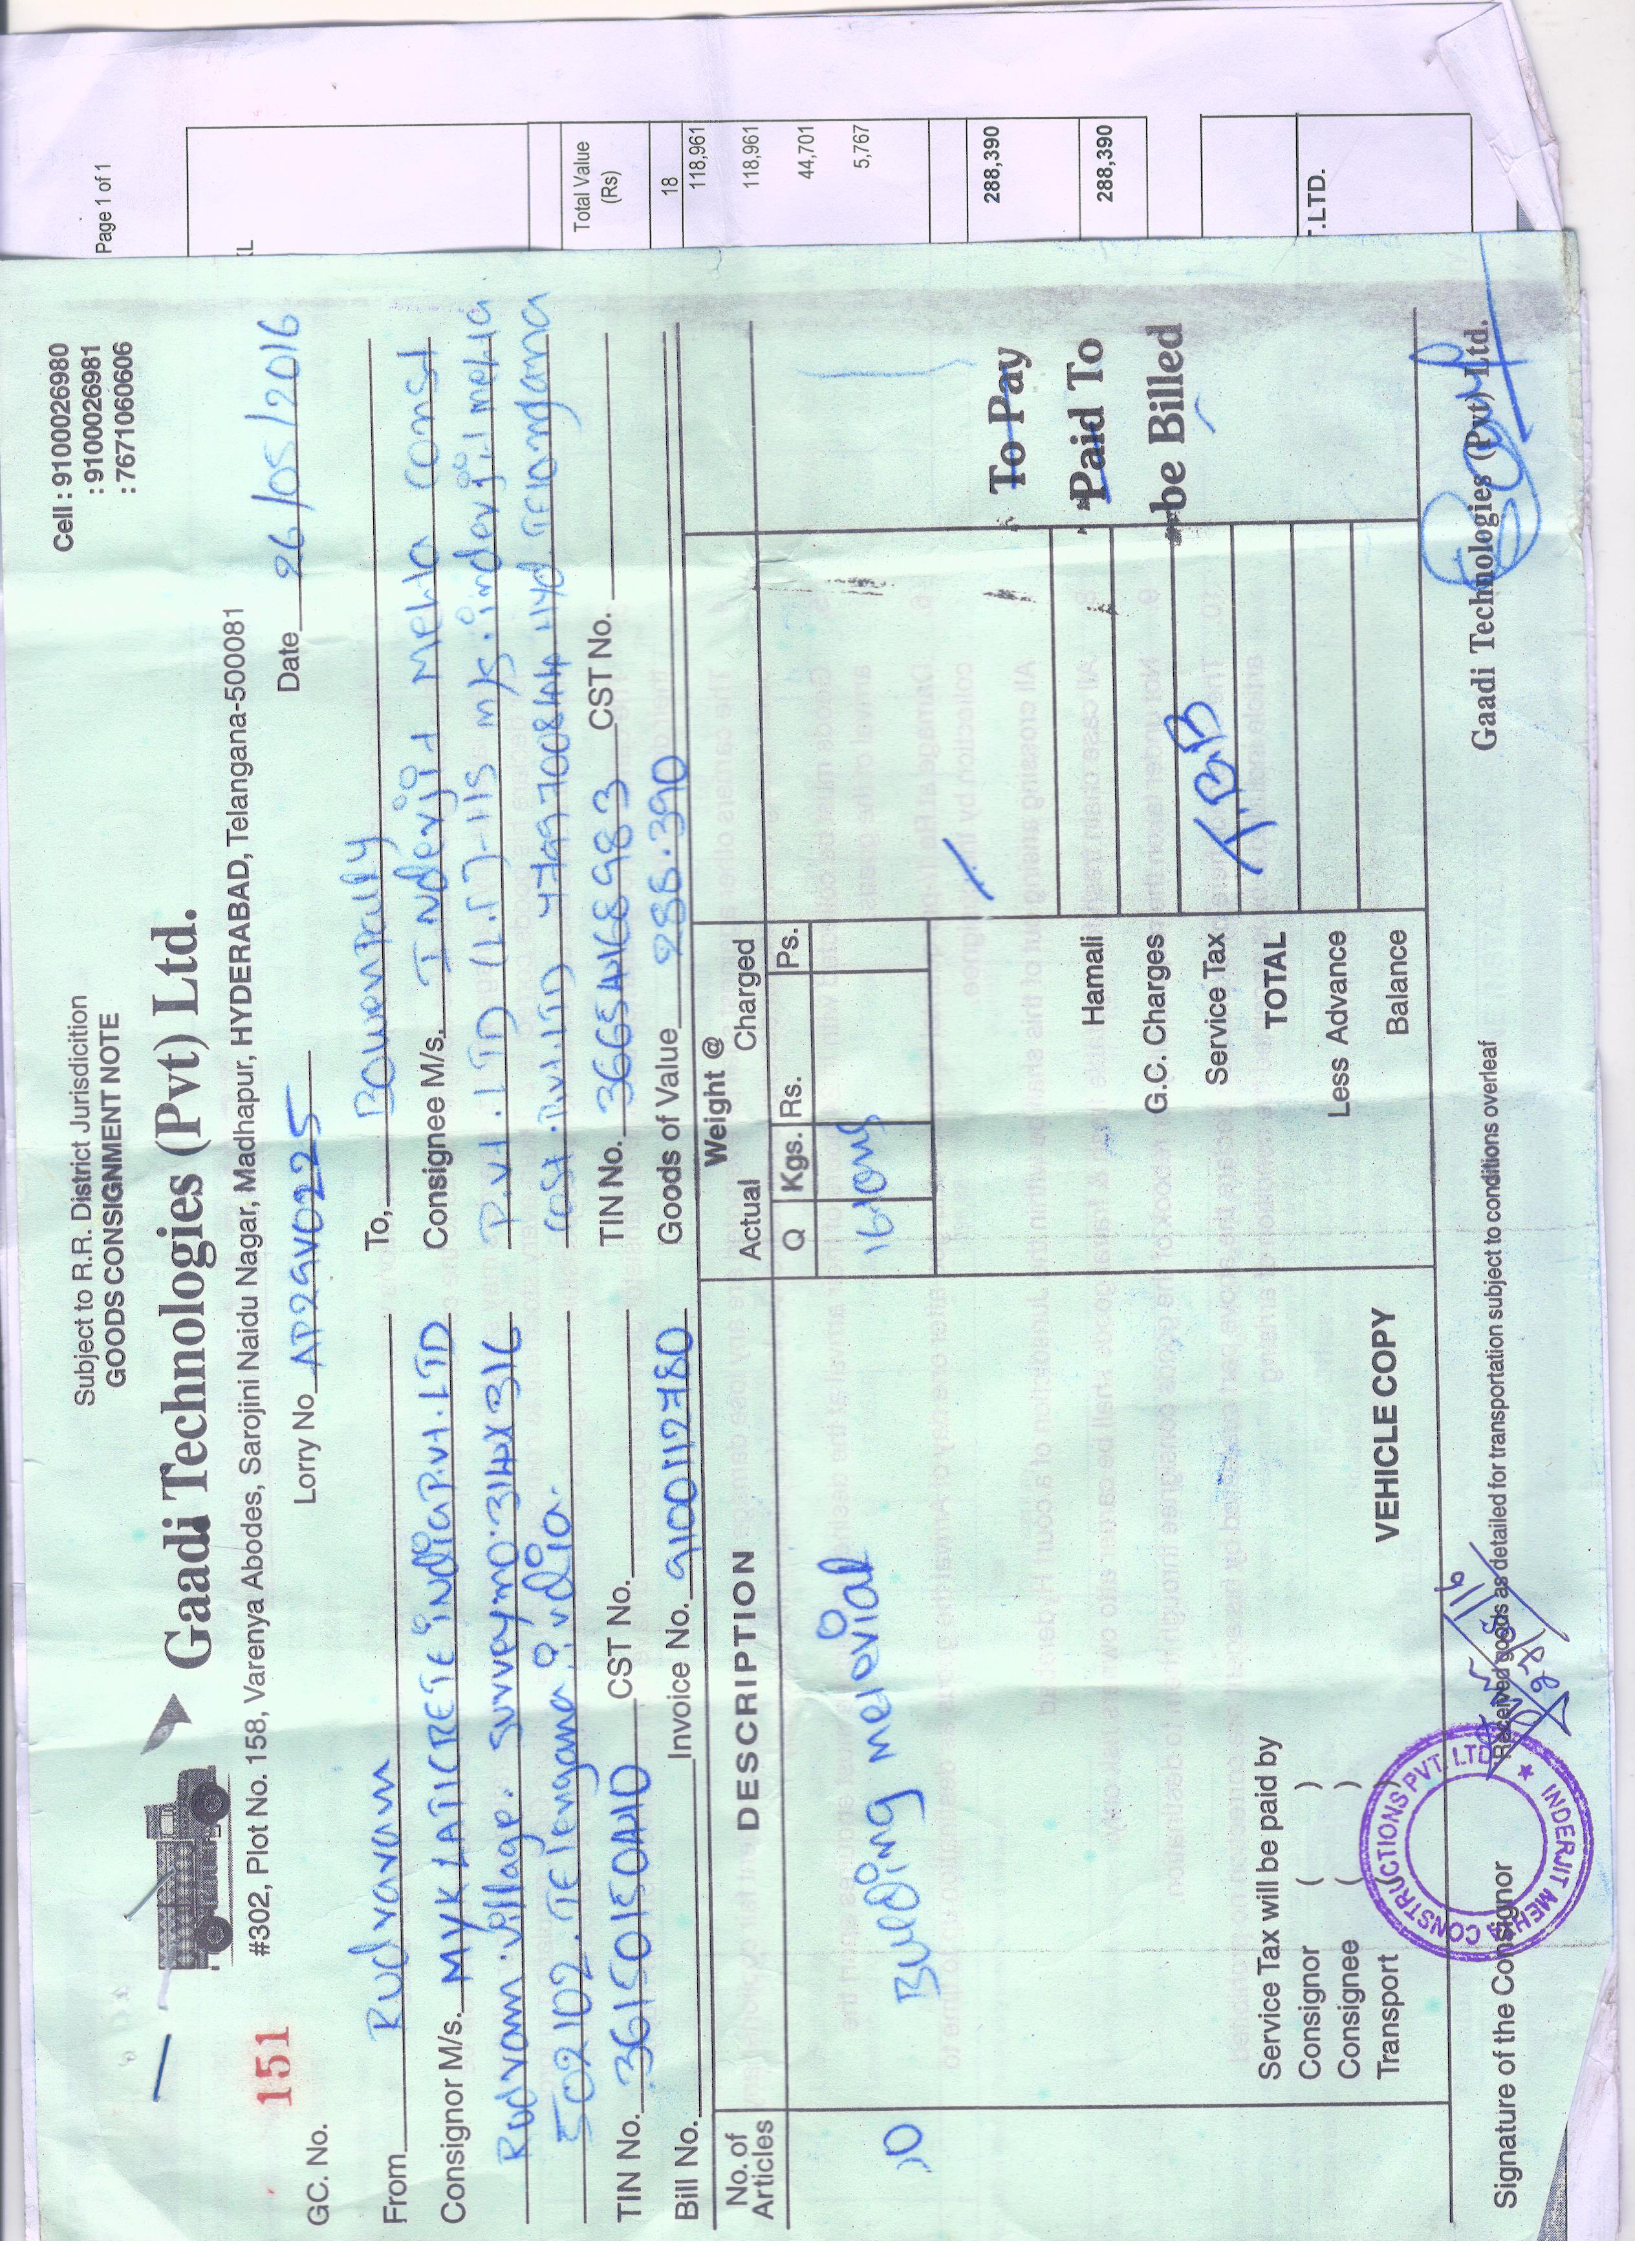 Subject to R.R. District Jurisdicition
GOODS CONSIGNMENT NOTE
Cell : 9100026980
: 9100026981
: 7671060606
Page 1 of 1
Gaadi Technologies (Pvt) Ltd.
#302, Plot No. 158, Varenya Abodes, Sarojini Naidu Nagar, Madhapur, HYDERABAD, Telangana-500081
GC. No. 151
Lorry No AP29V0225
Date 26/05/2016
From Rudraram
To, Bowenpally
Consignor M/s. MYK LATICRETE india P.vt.LTD
Rudram village. Survey no. 314 X 316
502102. TElengana india.
Consignee M/s. Inderjit Mehta const
P.vt.LTD (L.T)-115 m/s. inderjit mehta
cost.P.vt.LTD Hyd. TElangana
TIN No. 36150150410 CST No.
TIN No. 36654168983 CST No.
Bill No. Invoice No. 9100112780
Goods of Value 288.390
No. of Articles
DESCRIPTION
Weight @
Actual Charged
Q Kgs. Rs. Ps.
Building meterial
16 tons
To Pay
Paid To
be Billed
Hamali
G.C. Charges
Service Tax
TOTAL
Less Advance
Balance
T.B.B
Service Tax will be paid by
Consignor ( )
Consignee ( )
Transport ( )
VEHICLE COPY
INDERJIT MEHTA CONSTRUCTIONS PVT. LTD.
27/05/16
Signature of the Consignor
Received goods as detailed for transportation subject to conditions overleaf
Gaadi Technologies (Pvt) Ltd.
Total Value
(Rs)
18
118,961
118,961
44,701
5,767
288,390
288,390
T.LTD.